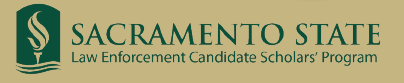 SACRAMENTO STATE
Law Enforcement Candidate Scholars' Program